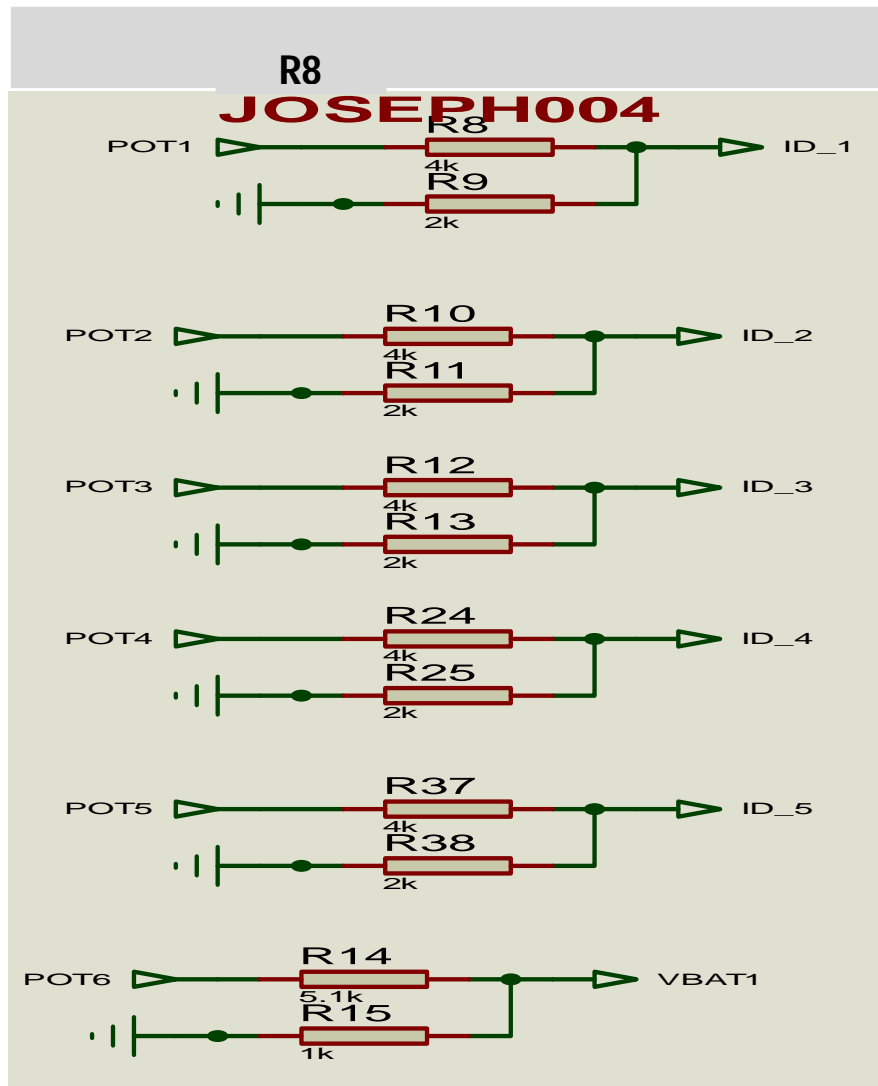 R8
JOSEPH004
R8
POT1 ID_1
4k
R9
2k
R10
POT2 ID_2
4k
R11
2k
R12
POT3 ID_3
4k
R13
2k
R24
POT4 ID_4
4k
R25
2k
R37
POT5 ID_5
4k
R38
2k
R14
POT6 VBAT1
5.1k
R15
1k